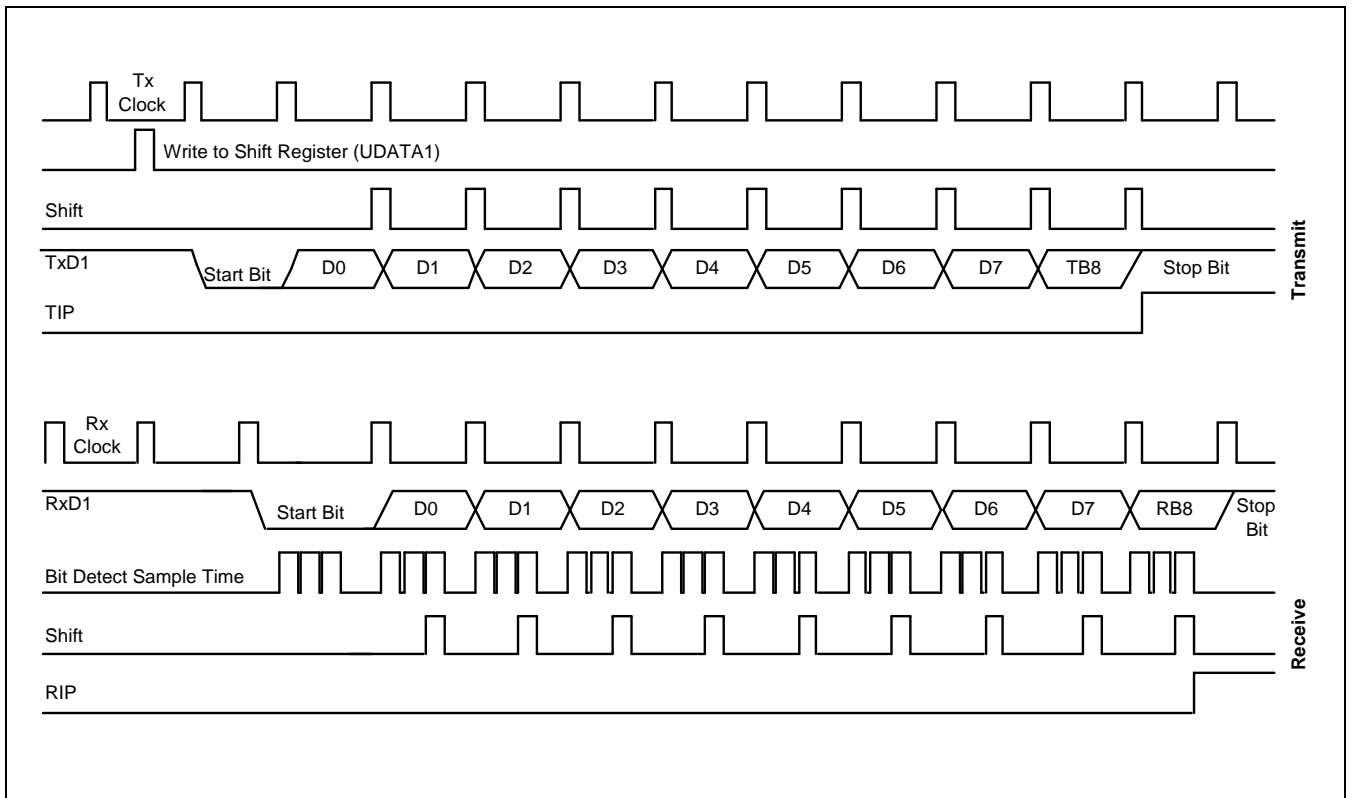 Tx
Clock
Write to Shift Register (UDATA1)
Shift
TxD1
Start Bit D0 D1 D2 D3 D4 D5 D6 D7 TB8 Stop Bit
TIP
Transmit
Rx
Clock
RxD1
Start Bit D0 D1 D2 D3 D4 D5 D6 D7 RB8 Stop
Bit
Bit Detect Sample Time
Shift
RIP
Receive